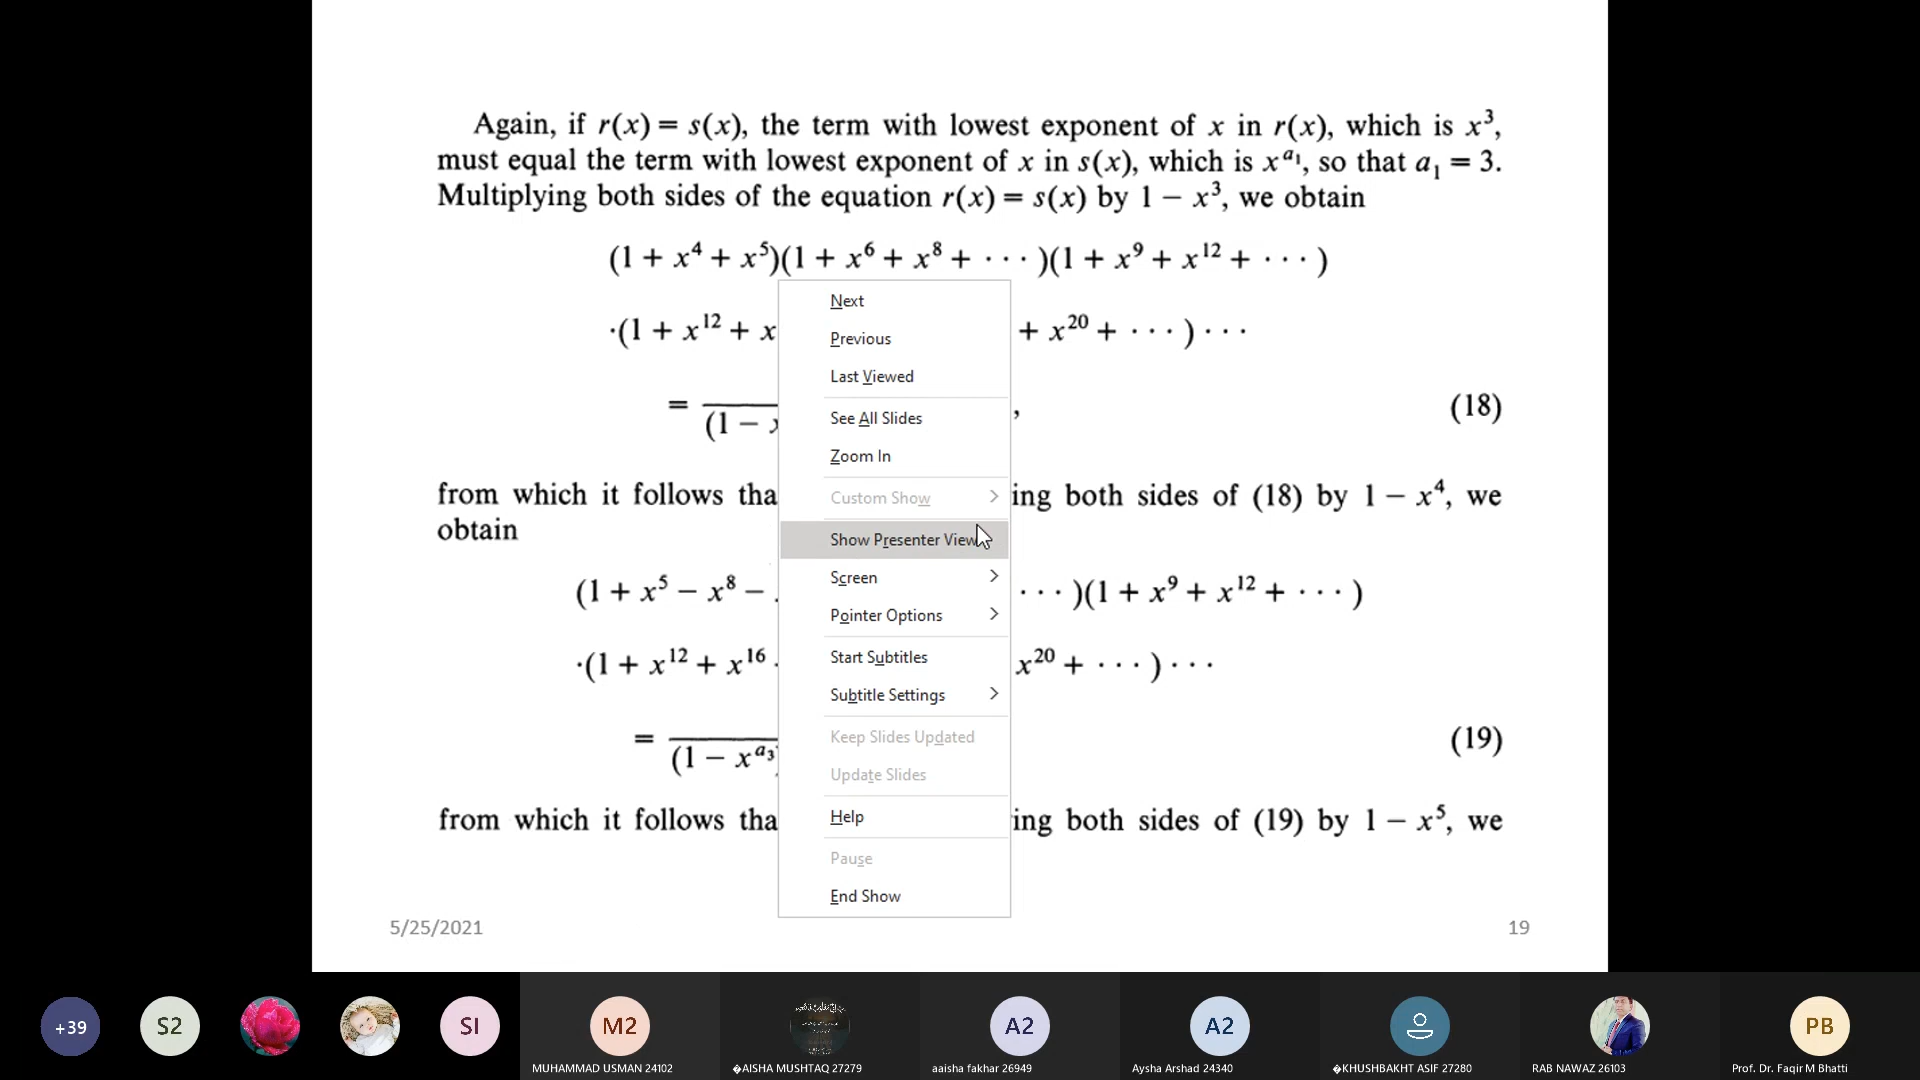 Again, if r(x) = s(x), the term with lowest exponent of x in r(x), which is x³,
must equal the term with lowest exponent of x in s(x), which is x^a₁, so that a₁ = 3.
Multiplying both sides of the equation r(x) = s(x) by 1 − x³, we obtain
(1 + x⁴ + x⁵)(1 + x⁶ + x⁸ + · · · )(1 + x⁹ + x¹² + · · · )
·(1 + x¹² + x + x²⁰ + · · · ) · · ·
= (1 − , (18)
from which it follows tha ing both sides of (18) by 1 − x⁴, we
obtain
(1 + x⁵ − x⁸ − · · · )(1 + x⁹ + x¹² + · · · )
·(1 + x¹² + x¹⁶ x²⁰ + · · · ) · · ·
= (1 − x^a₃ (19)
from which it follows tha ing both sides of (19) by 1 − x⁵, we
Next
Previous
Last Viewed
See All Slides
Zoom In
Custom Show
Show Presenter View
Screen
Pointer Options
Start Subtitles
Subtitle Settings
Keep Slides Updated
Update Slides
Help
Pause
End Show
5/25/2021 19
+39 S2 SI M2 A2 A2 PB
MUHAMMAD USMAN 24102 �AISHA MUSHTAQ 27279 aaisha fakhar 26949 Aysha Arshad 24340 �KHUSHBAKHT ASIF 27280 RAB NAWAZ 26103 Prof. Dr. Faqir M Bhatti